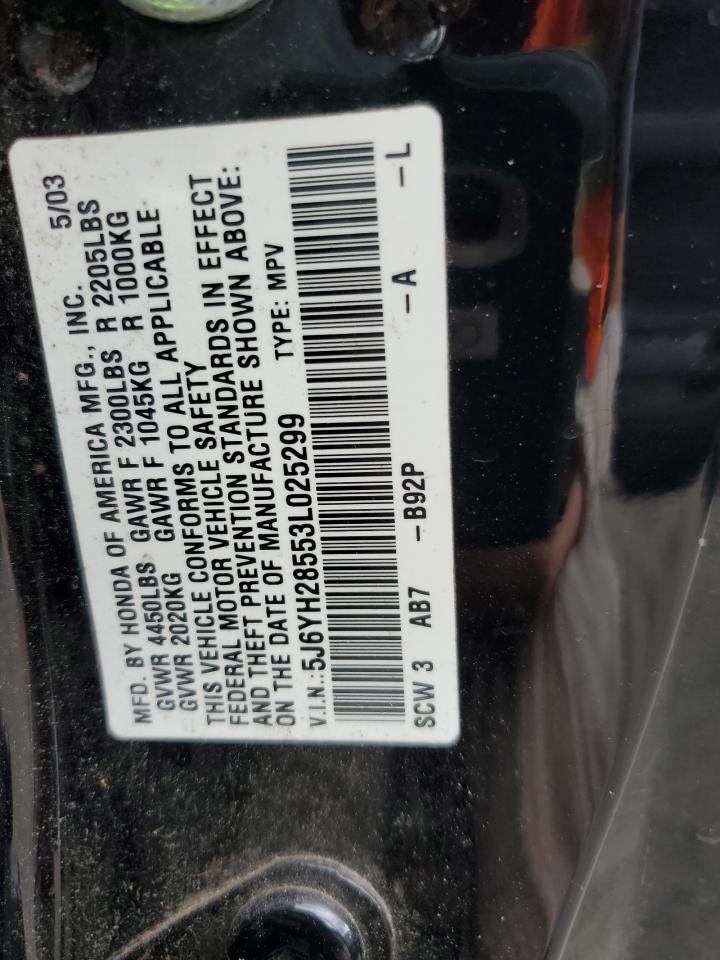 MFD. BY HONDA OF AMERICA MFG., INC. 5/03
GVWR 4450LBS GAWR F 2300LBS R 2205LBS
GVWR 2020KG GAWR F 1045KG R 1000KG
THIS VEHICLE CONFORMS TO ALL APPLICABLE
FEDERAL MOTOR VEHICLE SAFETY
AND THEFT PREVENTION STANDARDS IN EFFECT
ON THE DATE OF MANUFACTURE SHOWN ABOVE:
V.I.N.:5J6YH28553L025299 TYPE: MPV
SCW 3 AB7 –B92P –A –L